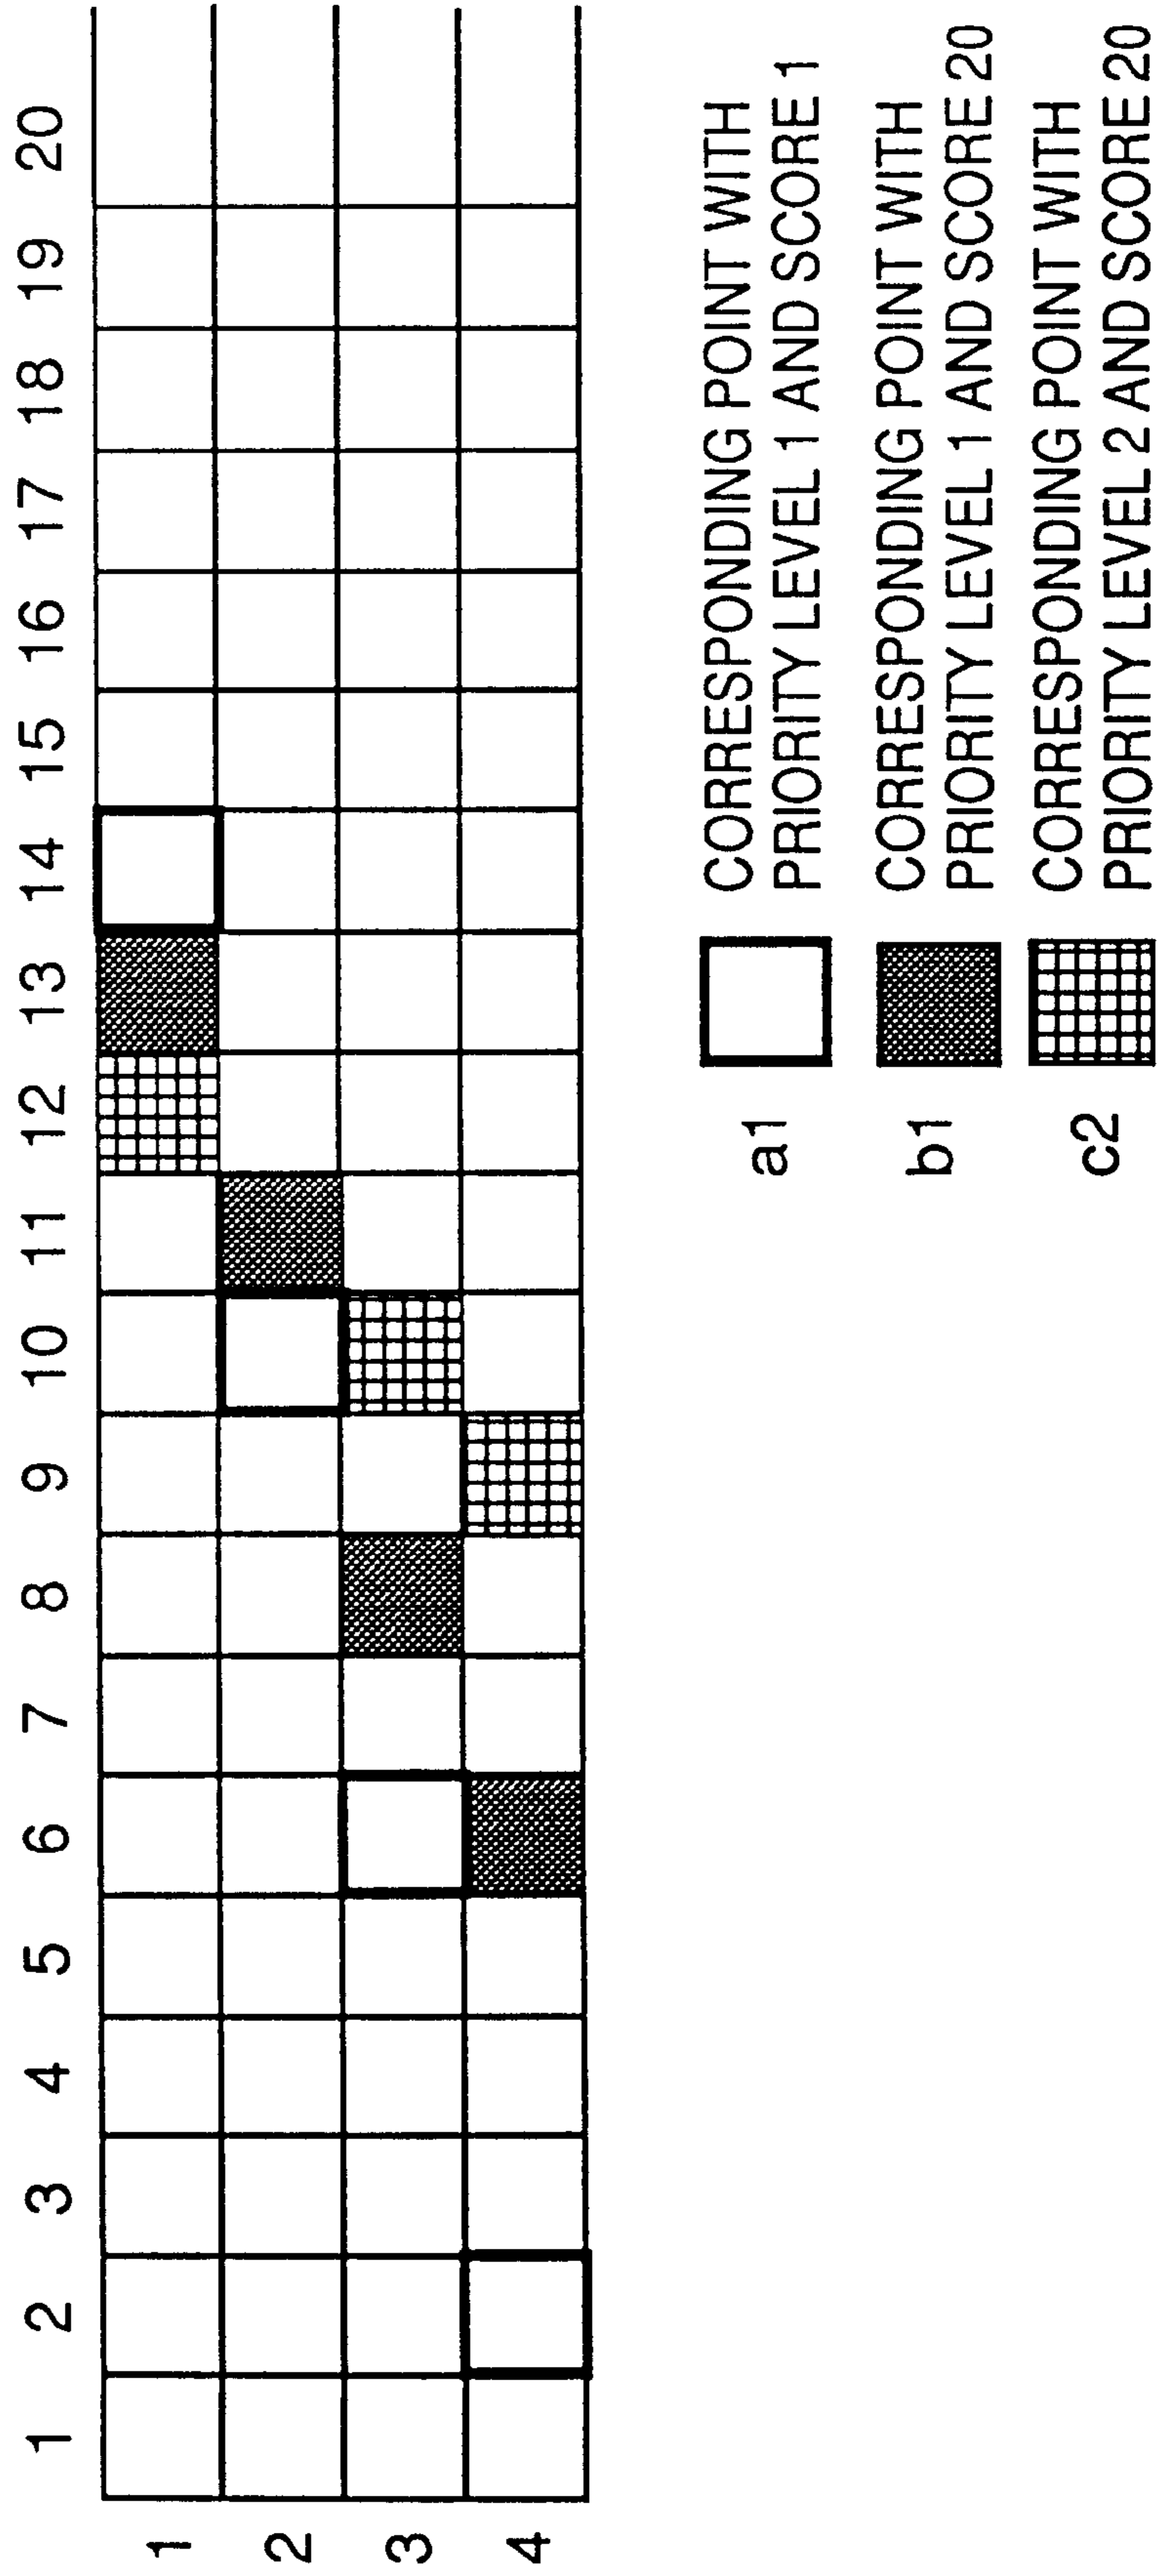 1 2 3 4 5 6 7 8 9 10 11 12 13 14 15 16 17 18 19 20
1
2
3
4
a1 CORRESPONDING POINT WITH
PRIORITY LEVEL 1 AND SCORE 1
b1 CORRESPONDING POINT WITH
PRIORITY LEVEL 1 AND SCORE 20
c2 CORRESPONDING POINT WITH
PRIORITY LEVEL 2 AND SCORE 20